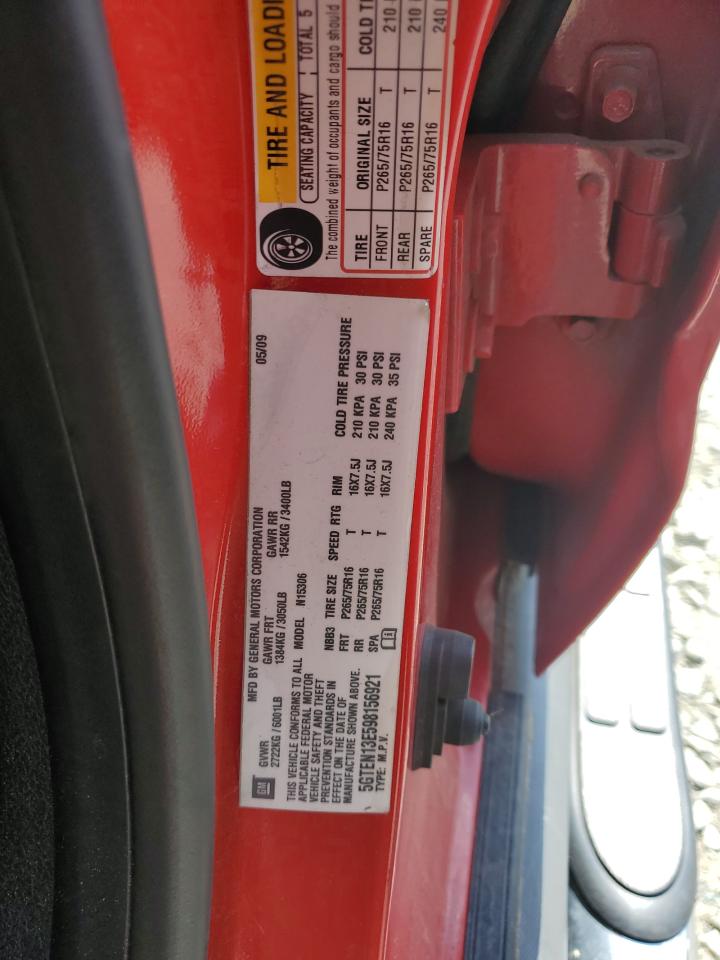 GM
MFD BY GENERAL MOTORS CORPORATION
05/09
GVWR GAWR FRT GAWR RR
2722KG / 6001LB 1384KG / 3050LB 1542KG / 3400LB
THIS VEHICLE CONFORMS TO ALL
APPLICABLE FEDERAL MOTOR
VEHICLE SAFETY AND THEFT
PREVENTION STANDARDS IN
EFFECT ON THE DATE OF
MANUFACTURE SHOWN ABOVE.
5GTEN13E598156921
TYPE: M.P.V.
MODEL N15306
NBB3 TIRE SIZE SPEED RTG RIM COLD TIRE PRESSURE
FRT P265/75R16 T 16X7.5J 210 KPA 30 PSI
RR P265/75R16 T 16X7.5J 210 KPA 30 PSI
SPA P265/75R16 T 16X7.5J 240 KPA 35 PSI
TIRE AND LOADI
SEATING CAPACITY : TOTAL 5
The combined weight of occupants and cargo should
TIRE ORIGINAL SIZE COLD TI
FRONT P265/75R16 T 210
REAR P265/75R16 T 210
SPARE P265/75R16 T 240